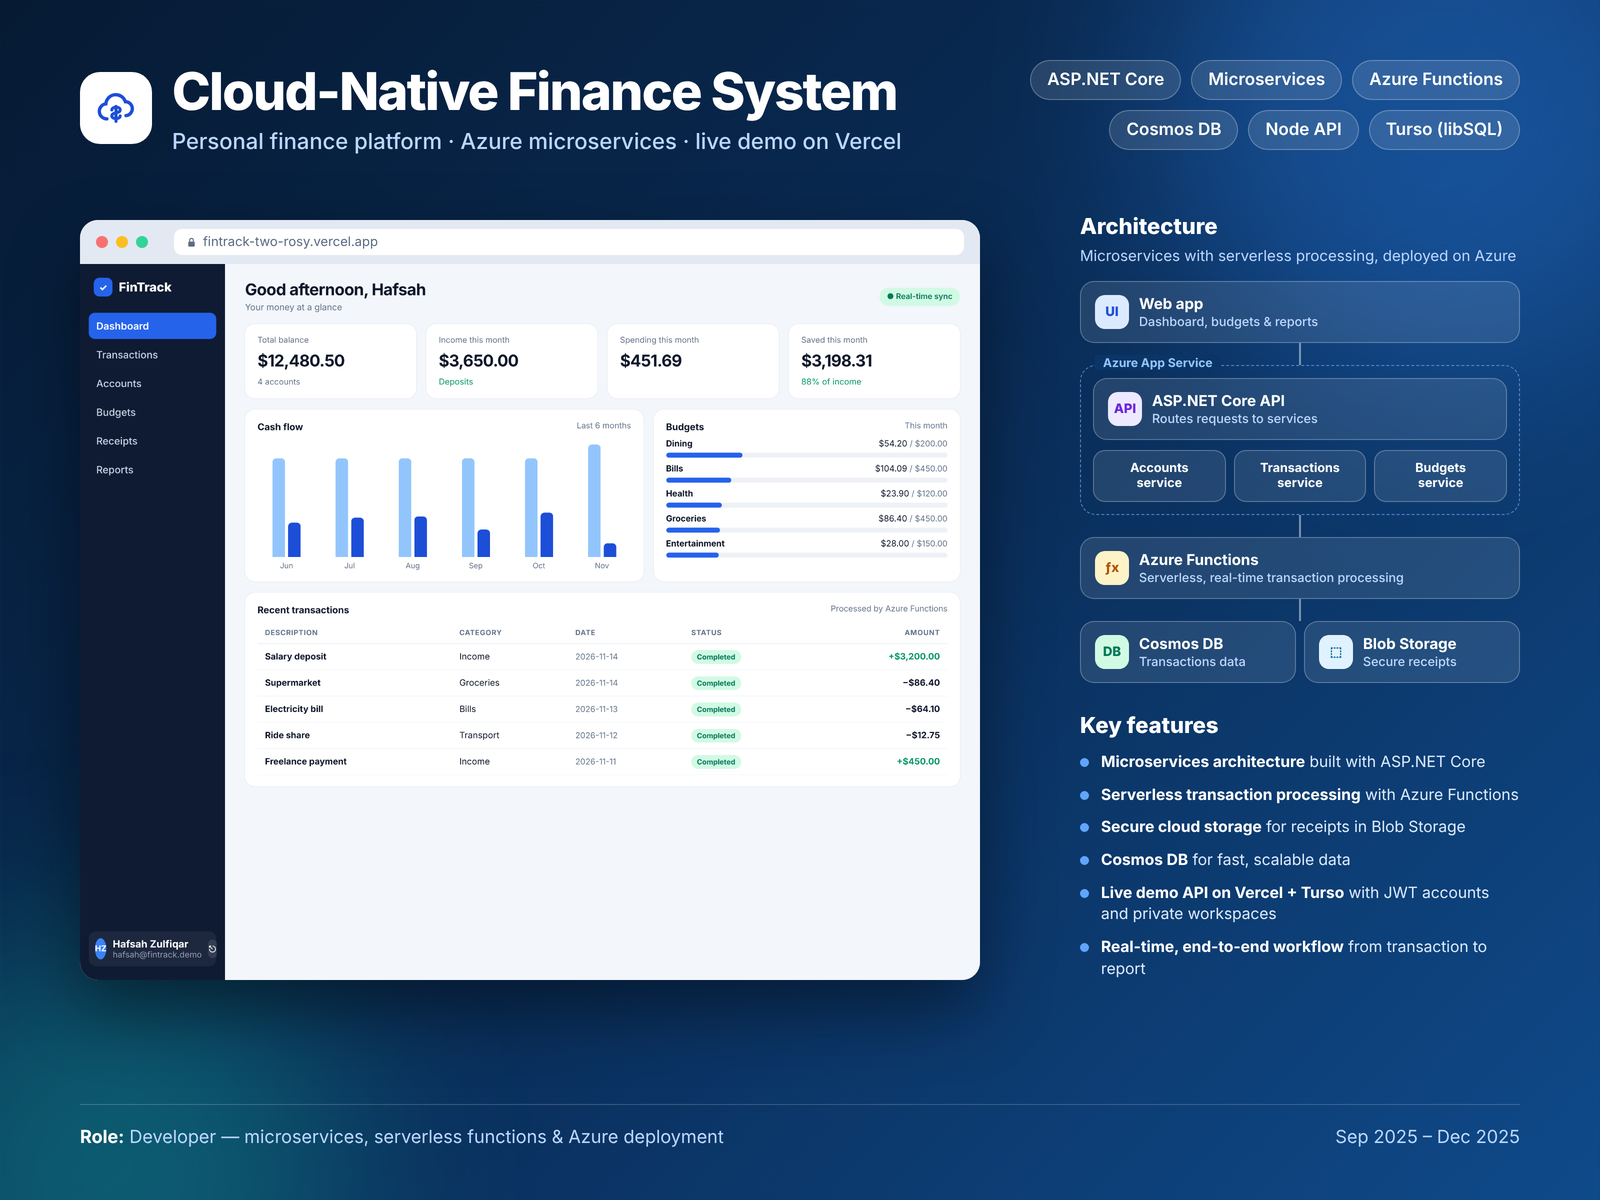 Cloud-Native Finance System
Personal finance platform · Azure microservices · live demo on Vercel
ASP.NET Core
Microservices
Azure Functions
Cosmos DB
Node API
Turso (libSQL)
fintrack-two-rosy.vercel.app
FinTrack
Dashboard
Transactions
Accounts
Budgets
Receipts
Reports
HZ
Hafsah Zulfiqar
hafsah@fintrack.demo
Good afternoon, Hafsah
Your money at a glance
Real-time sync
Total balance
$12,480.50
4 accounts
Income this month
$3,650.00
Deposits
Spending this month
$451.69
Saved this month
$3,198.31
88% of income
Cash flow
Last 6 months
Jun Jul Aug Sep Oct Nov
Budgets
This month
Dining $54.20 / $200.00
Bills $104.09 / $450.00
Health $23.90 / $120.00
Groceries $86.40 / $450.00
Entertainment $28.00 / $150.00
Recent transactions
Processed by Azure Functions
DESCRIPTION CATEGORY DATE STATUS AMOUNT
Salary deposit Income 2026-11-14 Completed +$3,200.00
Supermarket Groceries 2026-11-14 Completed −$86.40
Electricity bill Bills 2026-11-13 Completed −$64.10
Ride share Transport 2026-11-12 Completed −$12.75
Freelance payment Income 2026-11-11 Completed +$450.00
Architecture
Microservices with serverless processing, deployed on Azure
UI
Web app
Dashboard, budgets & reports
Azure App Service
API
ASP.NET Core API
Routes requests to services
Accounts
service
Transactions
service
Budgets
service
ƒx
Azure Functions
Serverless, real-time transaction processing
DB
Cosmos DB
Transactions data
Blob Storage
Secure receipts
Key features
Microservices architecture built with ASP.NET Core
Serverless transaction processing with Azure Functions
Secure cloud storage for receipts in Blob Storage
Cosmos DB for fast, scalable data
Live demo API on Vercel + Turso with JWT accounts
and private workspaces
Real-time, end-to-end workflow from transaction to
report
Role: Developer — microservices, serverless functions & Azure deployment
Sep 2025 – Dec 2025